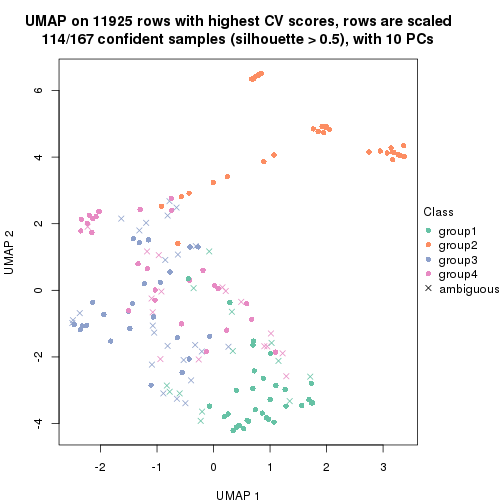 UMAP on 11925 rows with highest CV scores, rows are scaled
114/167 confident samples (silhouette > 0.5), with 10 PCs
6
4
2
0
-2
-4
UMAP 2
-2
-1
0
1
2
3
UMAP 1
Class
group1
group2
group3
group4
ambiguous